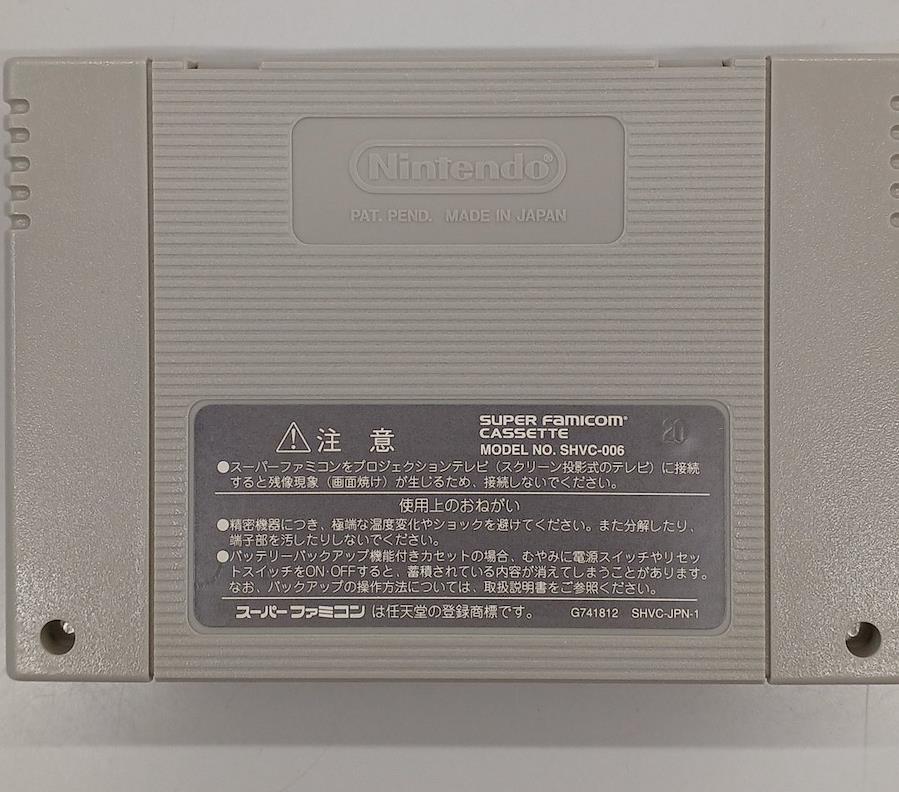 Nintendo®
PAT. PEND. MADE IN JAPAN
⚠注 意
SUPER FAMICOM®
CASSETTE
MODEL NO. SHVC-006
20
●スーパーファミコンをプロジェクションテレビ(スクリーン投影式のテレビ)に接続
すると残像現象(画面焼け)が生じるため、接続しないでください。
使用上のおねがい
●精密機器につき、極端な温度変化やショックを避けてください。また分解したり、
端子部を汚したりしないでください。
●バッテリーバックアップ機能付きカセットの場合、むやみに電源スイッチやリセッ
トスイッチをON・OFFすると、蓄積されている内容が消えてしまうことがあります。
なお、バックアップの操作方法については、取扱説明書をご参照ください。
スーパーファミコン は任天堂の登録商標です。 G741812 SHVC-JPN-1